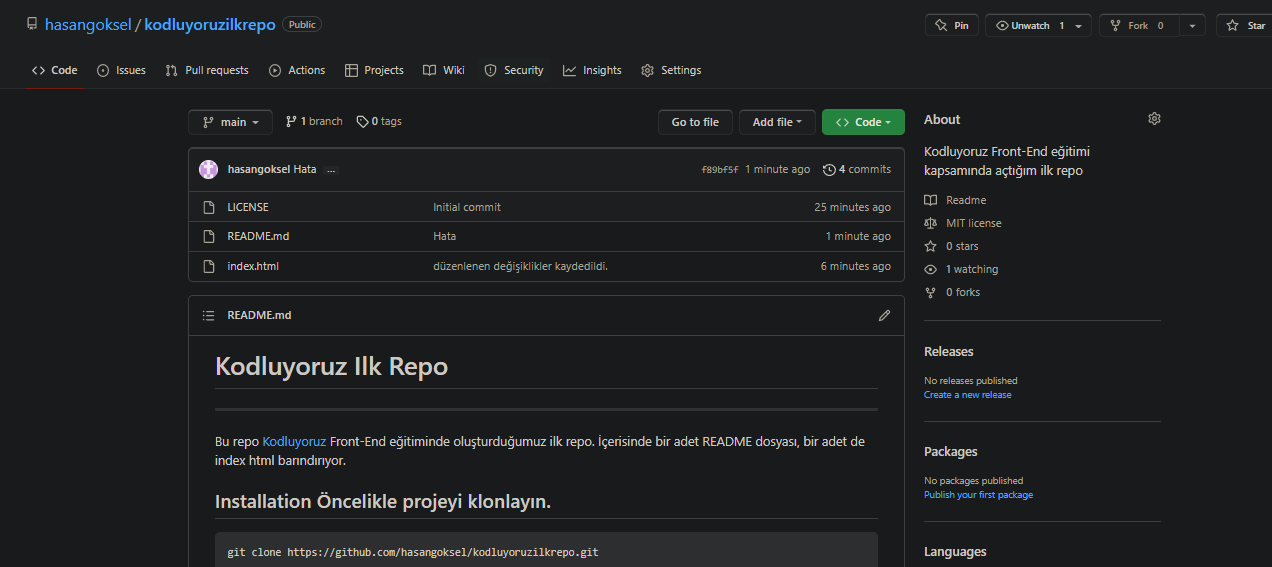 hasangoksel / kodluyoruzilkrepo Public
Pin Unwatch 1 Fork 0 Star
Code Issues Pull requests Actions Projects Wiki Security Insights Settings
main 1 branch 0 tags Go to file Add file Code
hasangoksel Hata ... f89bf5f 1 minute ago 4 commits
LICENSE Initial commit 25 minutes ago
README.md Hata 1 minute ago
index.html düzenlenen değişiklikler kaydedildi. 6 minutes ago
README.md
Kodluyoruz Ilk Repo
Bu repo Kodluyoruz Front-End eğitiminde oluşturduğumuz ilk repo. İçerisinde bir adet README dosyası, bir adet de
index html barındırıyor.
Installation Öncelikle projeyi klonlayın.
git clone https://github.com/hasangoksel/kodluyoruzilkrepo.git
About
Kodluyoruz Front-End eğitimi
kapsamında açtığım ilk repo
Readme
MIT license
0 stars
1 watching
0 forks
Releases
No releases published
Create a new release
Packages
No packages published
Publish your first package
Languages